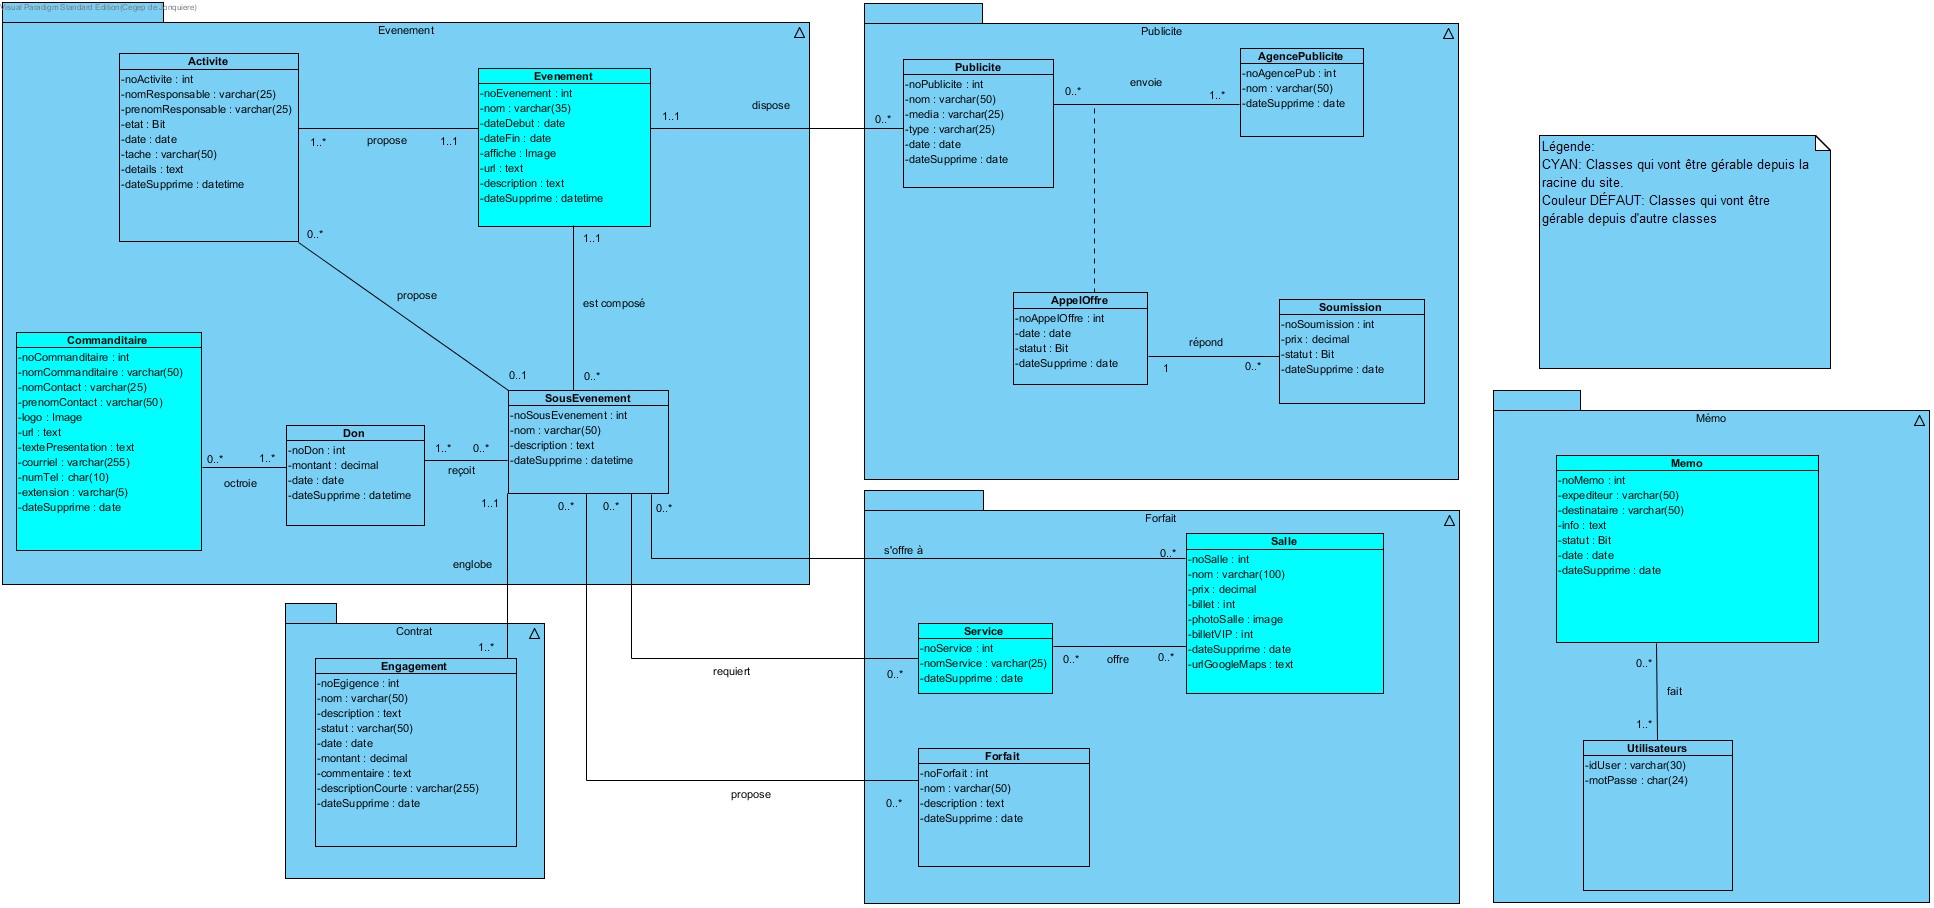 Visual Paradigm Standard Edition(Cegep de Jonquiere)
Evenement
Activite
-noActivite : int
-nomResponsable : varchar(25)
-prenomResponsable : varchar(25)
-etat : Bit
-date : date
-tache : varchar(50)
-details : text
-dateSupprime : datetime
Evenement
-noEvenement : int
-nom : varchar(35)
-dateDebut : date
-dateFin : date
-affiche : Image
-url : text
-description : text
-dateSupprime : datetime
1..*
propose
1..1
1..1
dispose
0..*
0..*
propose
0..1
1..1
est composé
0..*
Commanditaire
-noCommanditaire : int
-nomCommanditaire : varchar(50)
-nomContact : varchar(25)
-prenomContact : varchar(50)
-logo : Image
-url : text
-textePresentation : text
-courriel : varchar(255)
-numTel : char(10)
-extension : varchar(5)
-dateSupprime : date
0..*
octroie
1..*
Don
-noDon : int
-montant : decimal
-date : date
-dateSupprime : datetime
1..*
reçoit
0..*
SousEvenement
-noSousEvenement : int
-nom : varchar(50)
-description : text
-dateSupprime : datetime
1..1
0..*
0..*
0..*
englobe
1..*
s'offre à
0..*
requiert
0..*
propose
0..*
Contrat
Engagement
-noEgigence : int
-nom : varchar(50)
-description : text
-statut : varchar(50)
-date : date
-montant : decimal
-commentaire : text
-descriptionCourte : varchar(255)
-dateSupprime : date
Publicite
Publicite
-noPublicite : int
-nom : varchar(50)
-media : varchar(25)
-type : varchar(25)
-date : date
-dateSupprime : date
0..*
envoie
1..*
AgencePublicite
-noAgencePub : int
-nom : varchar(50)
-dateSupprime : date
AppelOffre
-noAppelOffre : int
-date : date
-statut : Bit
-dateSupprime : date
répond
1
0..*
Soumission
-noSoumission : int
-prix : decimal
-statut : Bit
-dateSupprime : date
Forfait
Salle
-noSalle : int
-nom : varchar(100)
-prix : decimal
-billet : int
-photoSalle : image
-billetVIP : int
-dateSupprime : date
-urlGoogleMaps : text
Service
-noService : int
-nomService : varchar(25)
-dateSupprime : date
0..*
offre
0..*
Forfait
-noForfait : int
-nom : varchar(50)
-description : text
-dateSupprime : date
Légende:
CYAN: Classes qui vont être gérable depuis la
racine du site.
Couleur DÉFAUT: Classes qui vont être
gérable depuis d'autre classes
Mémo
Memo
-noMemo : int
-expediteur : varchar(50)
-destinataire : varchar(50)
-info : text
-statut : Bit
-date : date
-dateSupprime : date
0..*
fait
1..*
Utilisateurs
-idUser : varchar(30)
-motPasse : char(24)